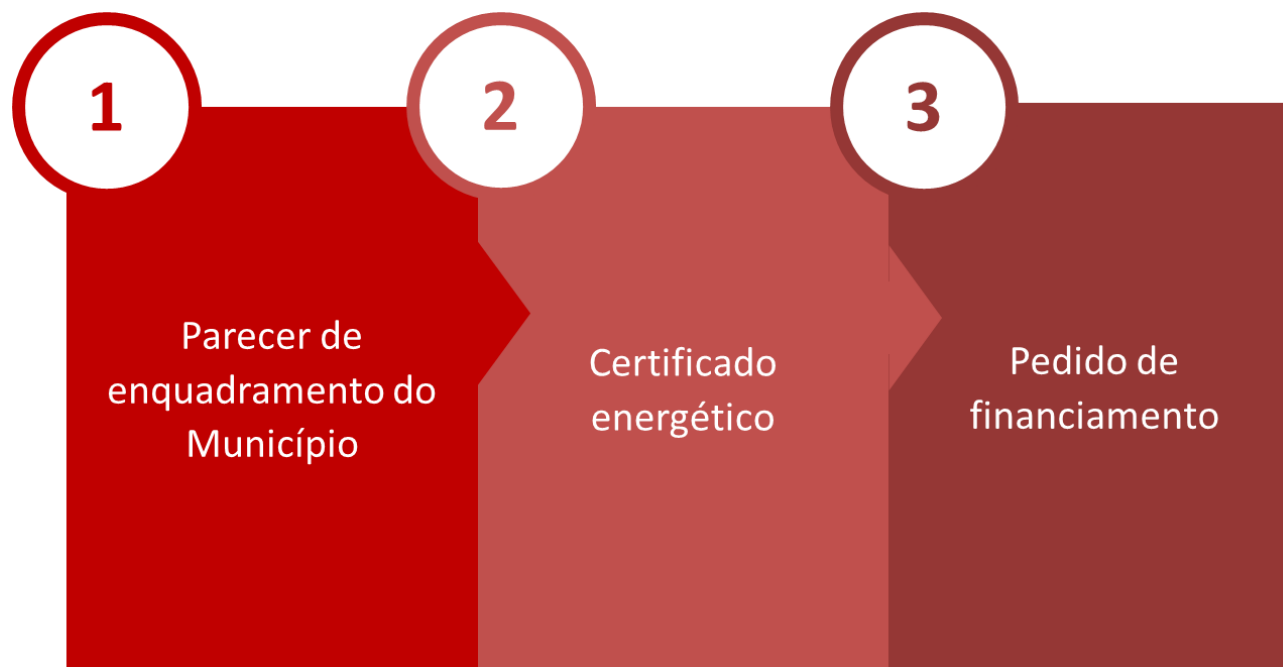 1
Parecer de
enquadramento do
Município
2
Certificado
energético
3
Pedido de
financiamento